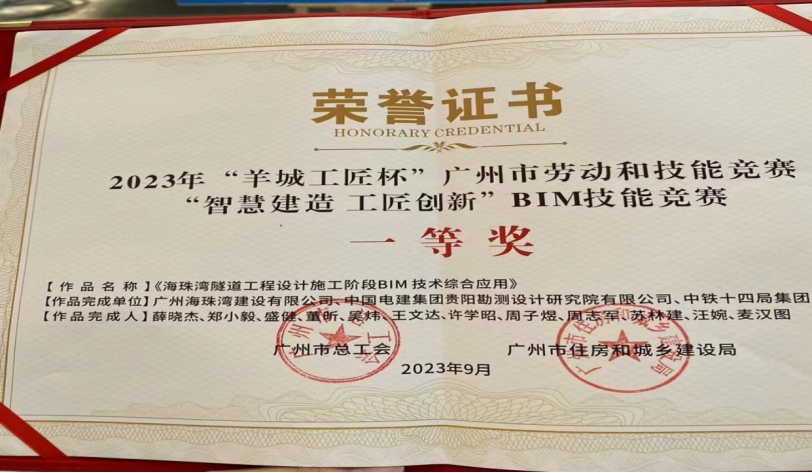 荣誉证书
HONORARY CREDENTIAL
2023年“羊城工匠杯”广州市劳动和技能竞赛
“智慧建造 工匠创新”BIM技能竞赛
一等奖
【作品名称】《海珠湾隧道工程设计施工阶段BIM技术综合应用》
【作品完成单位】广州海珠湾建设有限公司、中国电建集团贵阳勘测设计研究院有限公司、中铁十四局集团
【作品完成人】薛晓杰、郑小毅、盛健、董昕、吴炜、王文达、许学昭、周子煜、周志军、苏林建、汪婉、麦汉图
广州市总工会 广州市住房和城乡建设局
2023年9月